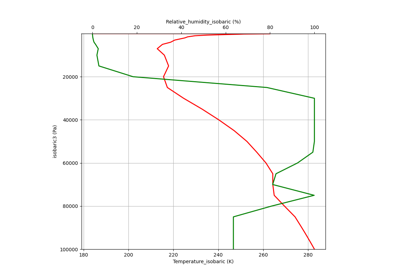 Relative_humidity_isobaric (%)
0 20 40 60 80 100
20000
40000
60000
80000
100000
isobaric3 (Pa)
180 200 220 240 260 280
Temperature_isobaric (K)